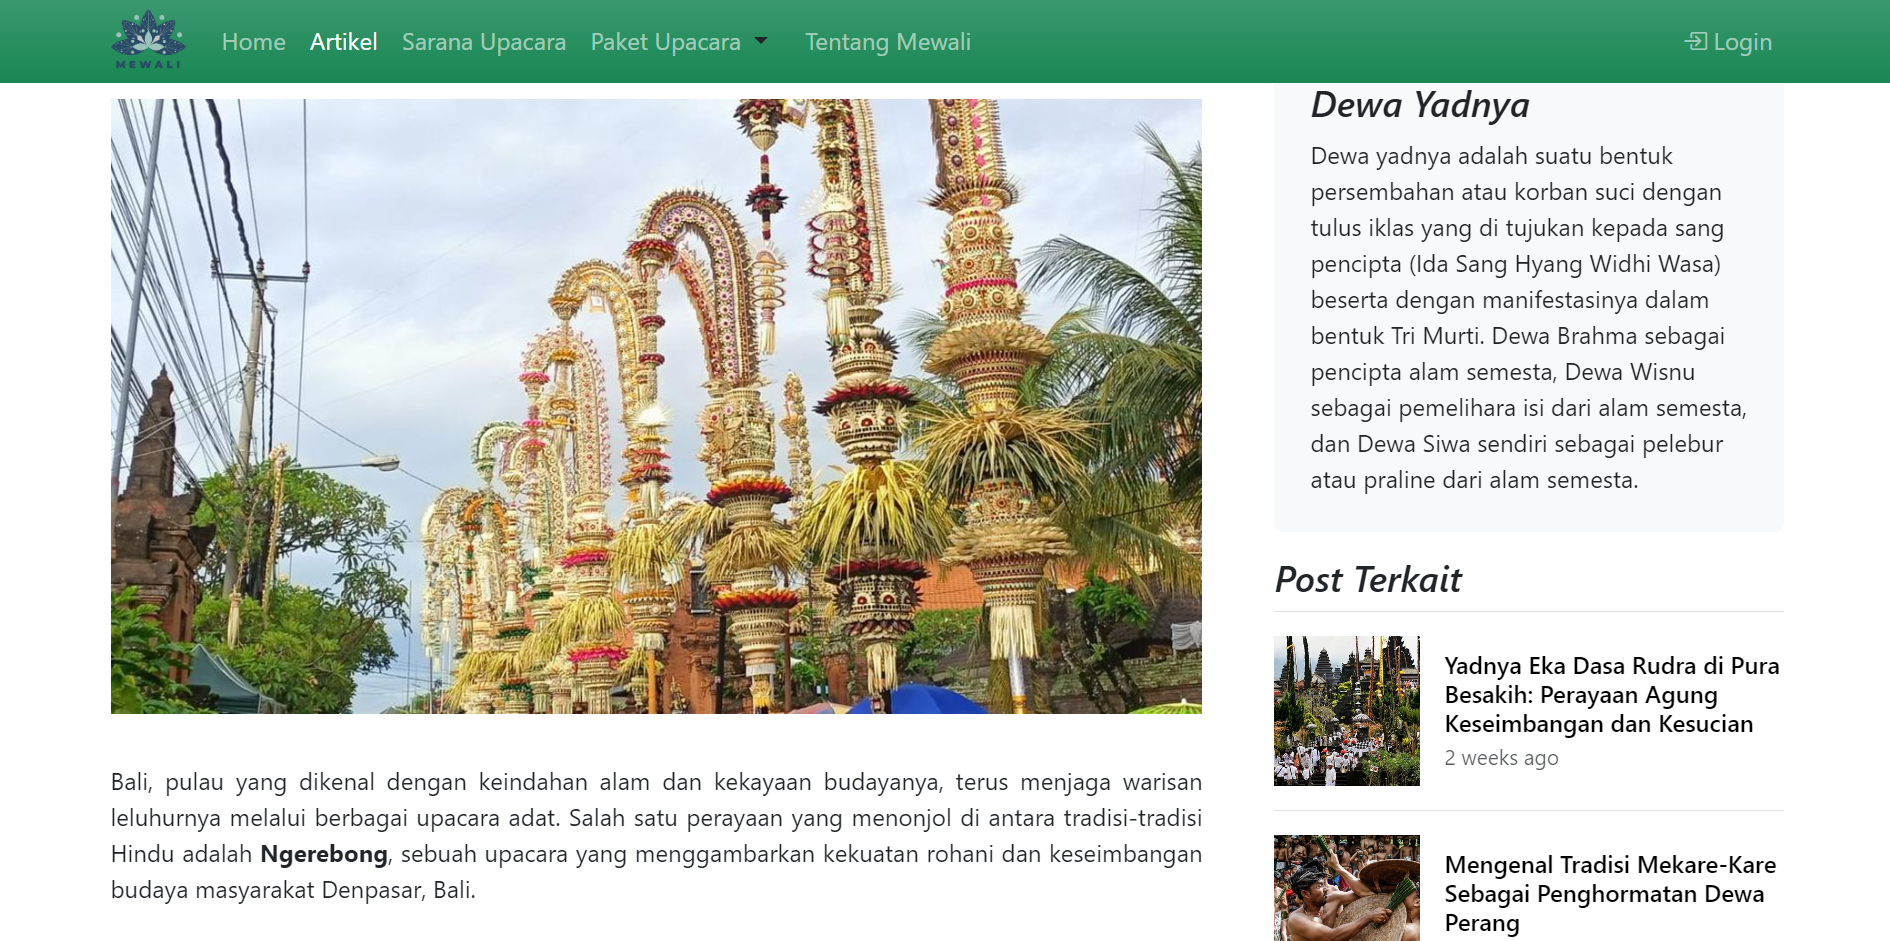 MEWALI
Home Artikel Sarana Upacara Paket Upacara Tentang Mewali Login
Bali, pulau yang dikenal dengan keindahan alam dan kekayaan budayanya, terus menjaga warisan
leluhurnya melalui berbagai upacara adat. Salah satu perayaan yang menonjol di antara tradisi-tradisi
Hindu adalah Ngerebong, sebuah upacara yang menggambarkan kekuatan rohani dan keseimbangan
budaya masyarakat Denpasar, Bali.
Dewa Yadnya
Dewa yadnya adalah suatu bentuk
persembahan atau korban suci dengan
tulus iklas yang di tujukan kepada sang
pencipta (Ida Sang Hyang Widhi Wasa)
beserta dengan manifestasinya dalam
bentuk Tri Murti. Dewa Brahma sebagai
pencipta alam semesta, Dewa Wisnu
sebagai pemelihara isi dari alam semesta,
dan Dewa Siwa sendiri sebagai pelebur
atau praline dari alam semesta.
Post Terkait
Yadnya Eka Dasa Rudra di Pura
Besakih: Perayaan Agung
Keseimbangan dan Kesucian
2 weeks ago
Mengenal Tradisi Mekare-Kare
Sebagai Penghormatan Dewa
Perang